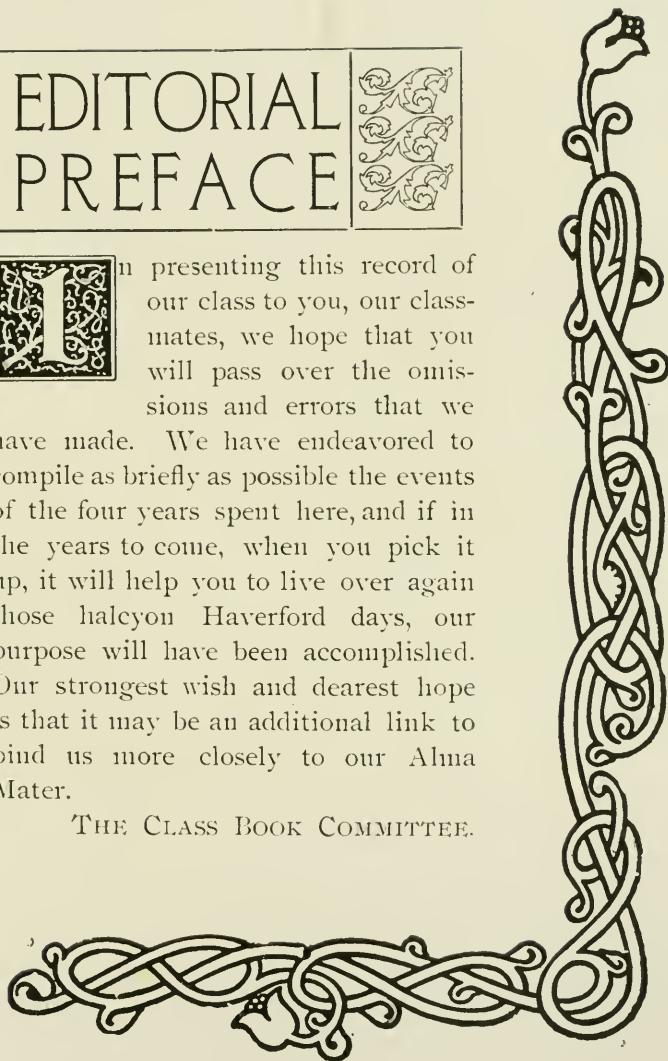 EDITORIAL
PREFACE
In presenting this record of
our class to you, our class-
mates, we hope that you
will pass over the omis-
sions and errors that we
have made. We have endeavored to
compile as briefly as possible the events
of the four years spent here, and if in
the years to come, when you pick it
up, it will help you to live over again
those halcyon Haverford days, our
purpose will have been accomplished.
Our strongest wish and dearest hope
is that it may be an additional link to
bind us more closely to our Alma
Mater.
THE CLASS BOOK COMMITTEE.